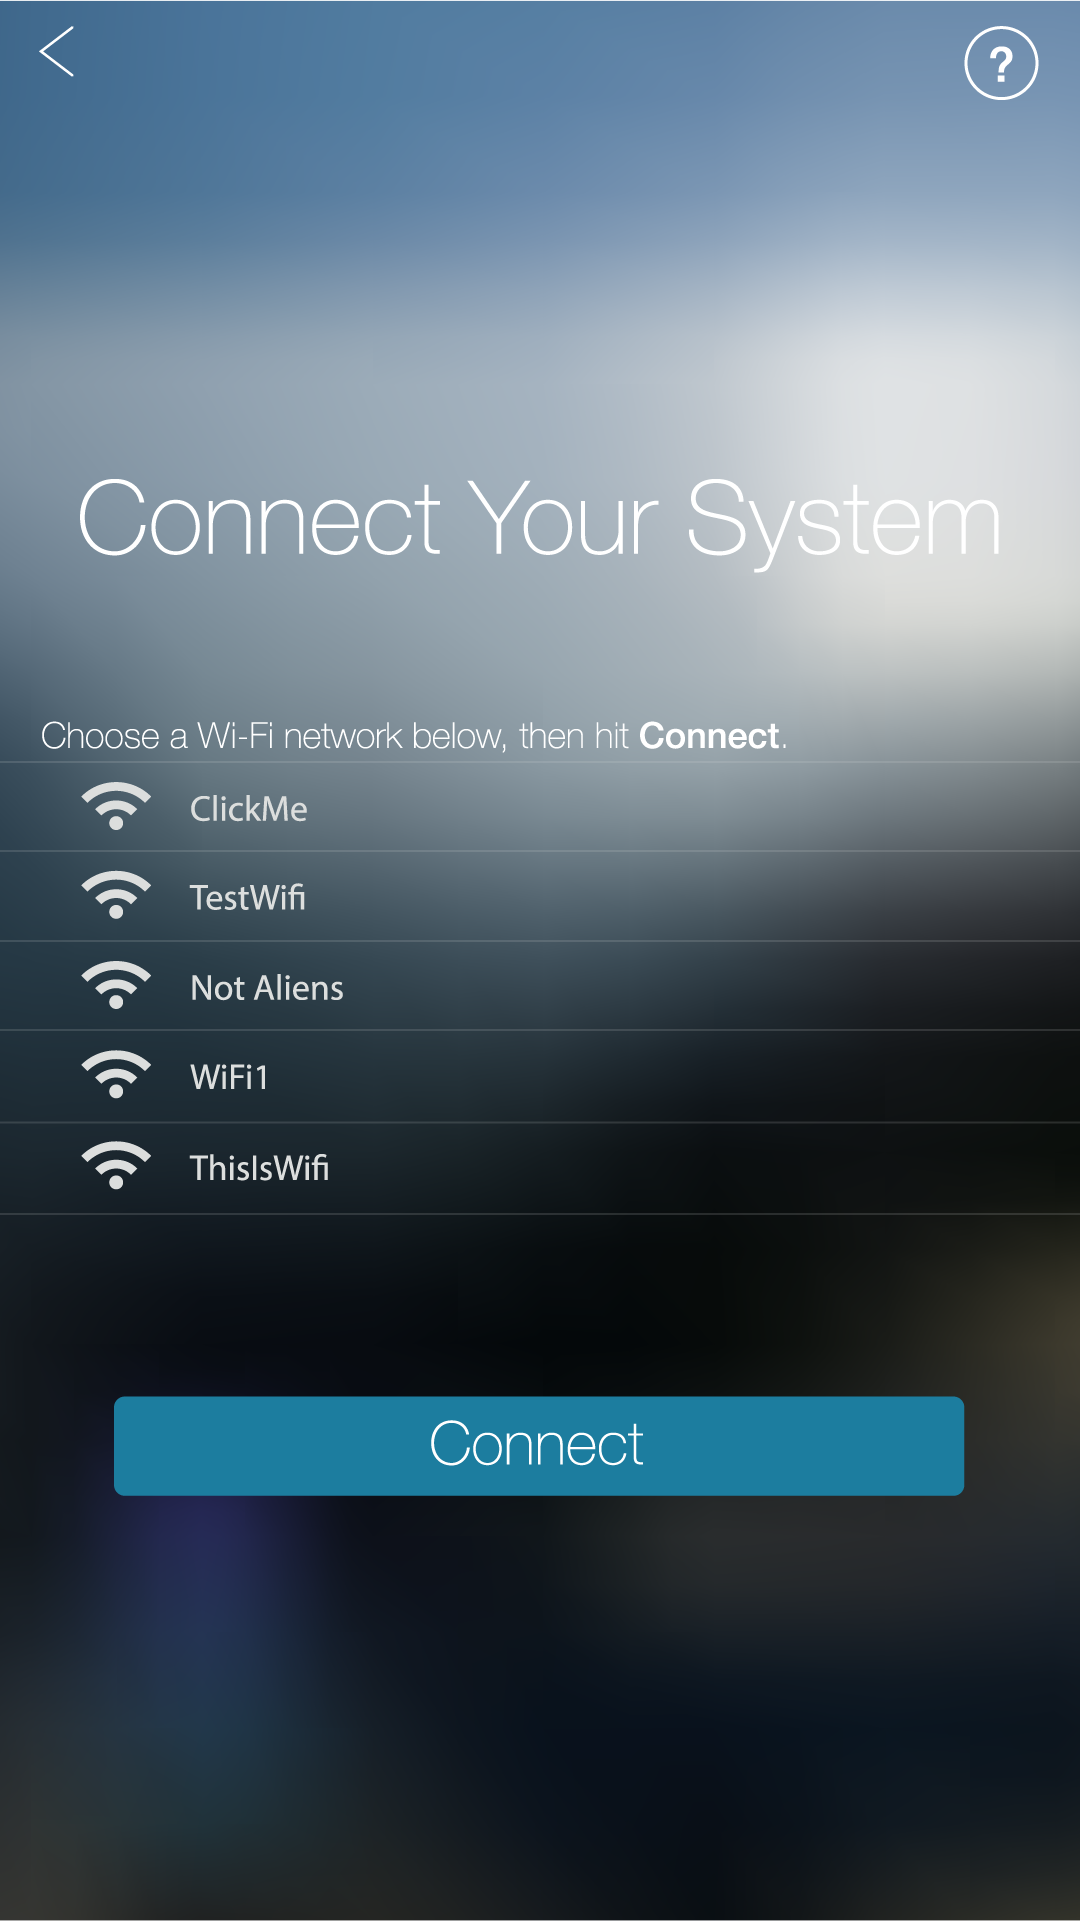 ?
Connect Your System
Choose a Wi-Fi network below, then hit Connect.
ClickMe
TestWifi
Not Aliens
WiFi1
ThisIsWifi
Connect